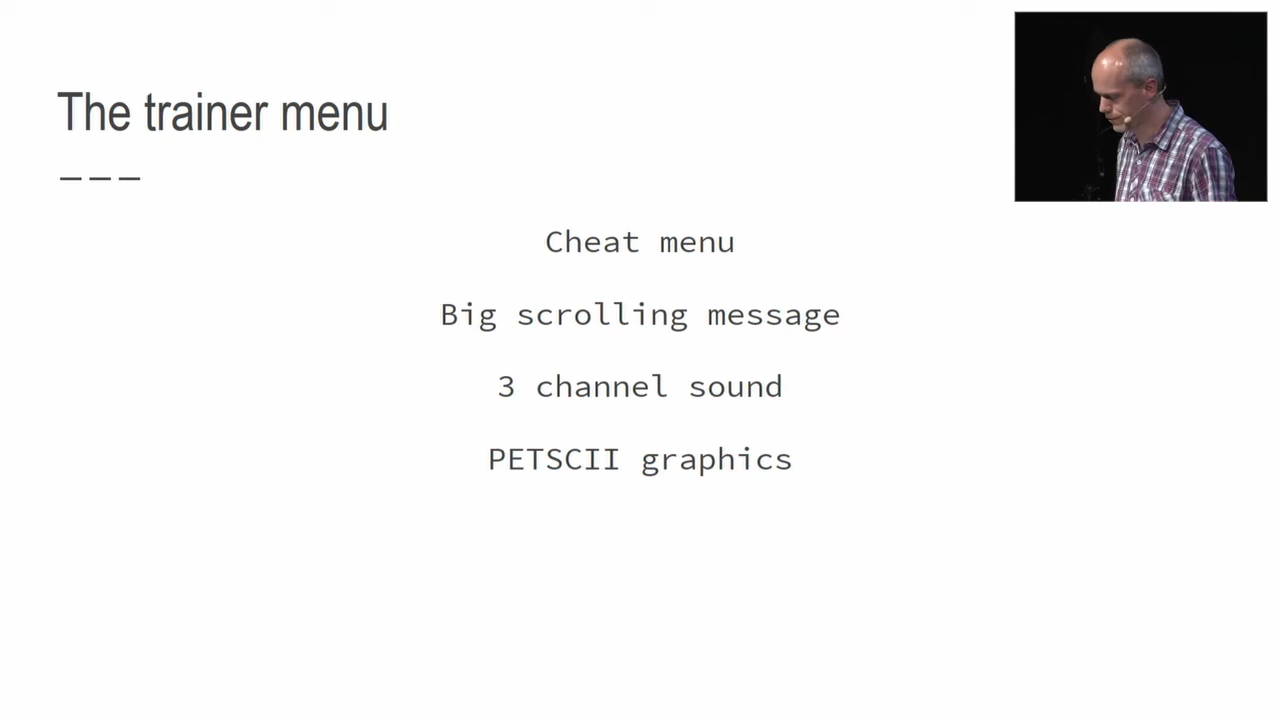 The trainer menu
Cheat menu
Big scrolling message
3 channel sound
PETSCII graphics